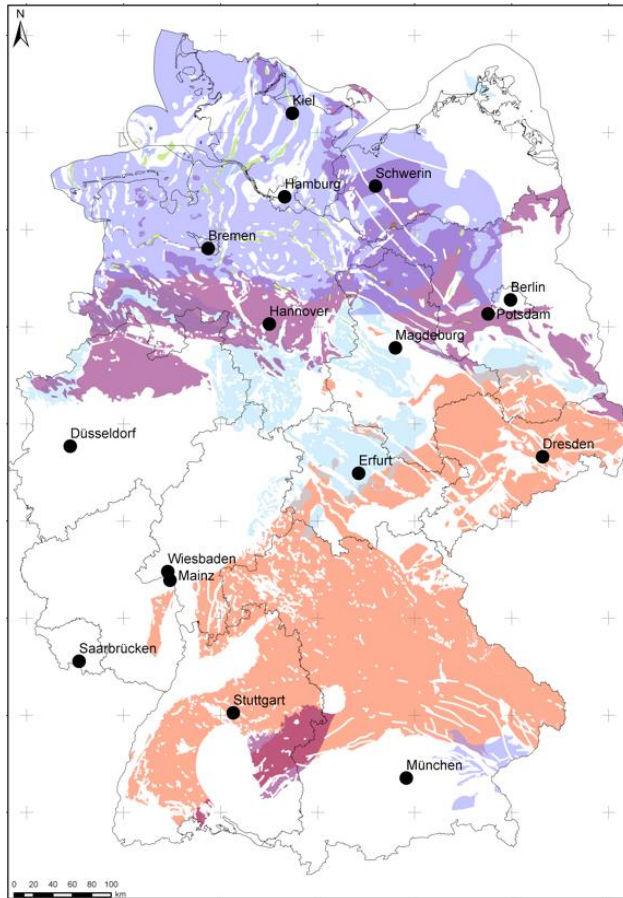 N
Kiel
Schwerin
Hamburg
Bremen
Berlin
Potsdam
Hannover
Magdeburg
Düsseldorf
Dresden
Erfurt
Wiesbaden
Mainz
Saarbrücken
Stuttgart
München
0 20 40 60 80 100
km